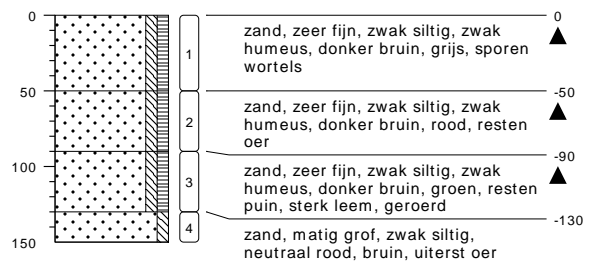 0
50
100
150
1
2
3
4
zand, zeer fijn, zwak siltig, zwak
humeus, donker bruin, grijs, sporen
wortels
zand, zeer fijn, zwak siltig, zwak
humeus, donker bruin, rood, resten
oer
zand, zeer fijn, zwak siltig, zwak
humeus, donker bruin, groen, resten
puin, sterk leem, geroerd
zand, matig grof, zwak siltig,
neutraal rood, bruin, uiterst oer
0
-50
-90
-130